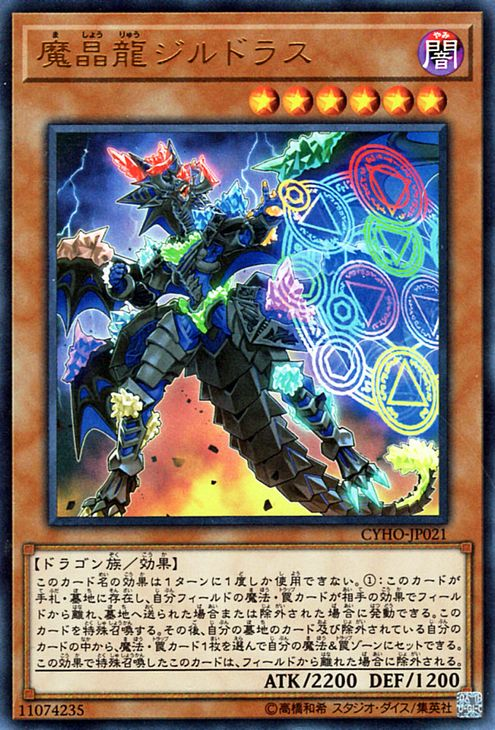 魔晶龍ジルドラス
闇
CYHO-JP021
【ドラゴン族／効果】
このカード名の効果は１ターンに１度しか使用できない。①：このカードが
手札・墓地に存在し、自分フィールドの魔法・罠カードが相手の効果でフィー
ルドから離れ、墓地へ送られた場合または除外された場合に発動できる。この
カードを特殊召喚する。その後、自分の墓地のカード及び除外されている自分の
カードの中から、魔法・罠カード１枚を選んで自分の魔法＆罠ゾーンにセットできる。
この効果で特殊召喚したこのカードは、フィールドから離れた場合に除外される。
ATK/2200 DEF/1200
11074235 ©高橋和希 スタジオ・ダイス/集英社